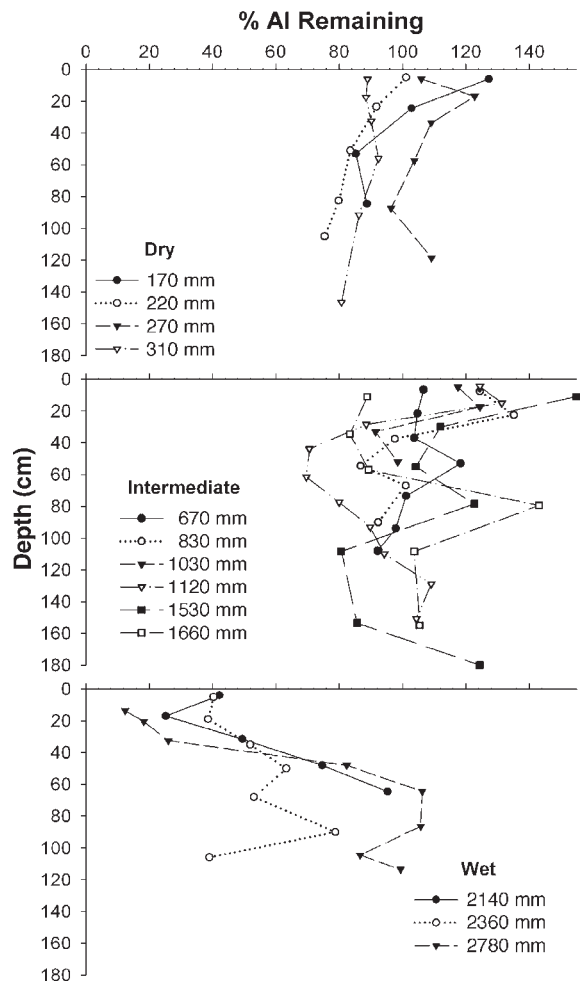 % Al Remaining
0 20 40 60 80 100 120 140
0
20
40
60
80
100
120
140
160
180
Dry
170 mm
220 mm
270 mm
310 mm
Depth (cm)
0
20
40
60
80
100
120
140
160
180
Intermediate
670 mm
830 mm
1030 mm
1120 mm
1530 mm
1660 mm
0
20
40
60
80
100
120
140
160
180
Wet
2140 mm
2360 mm
2780 mm